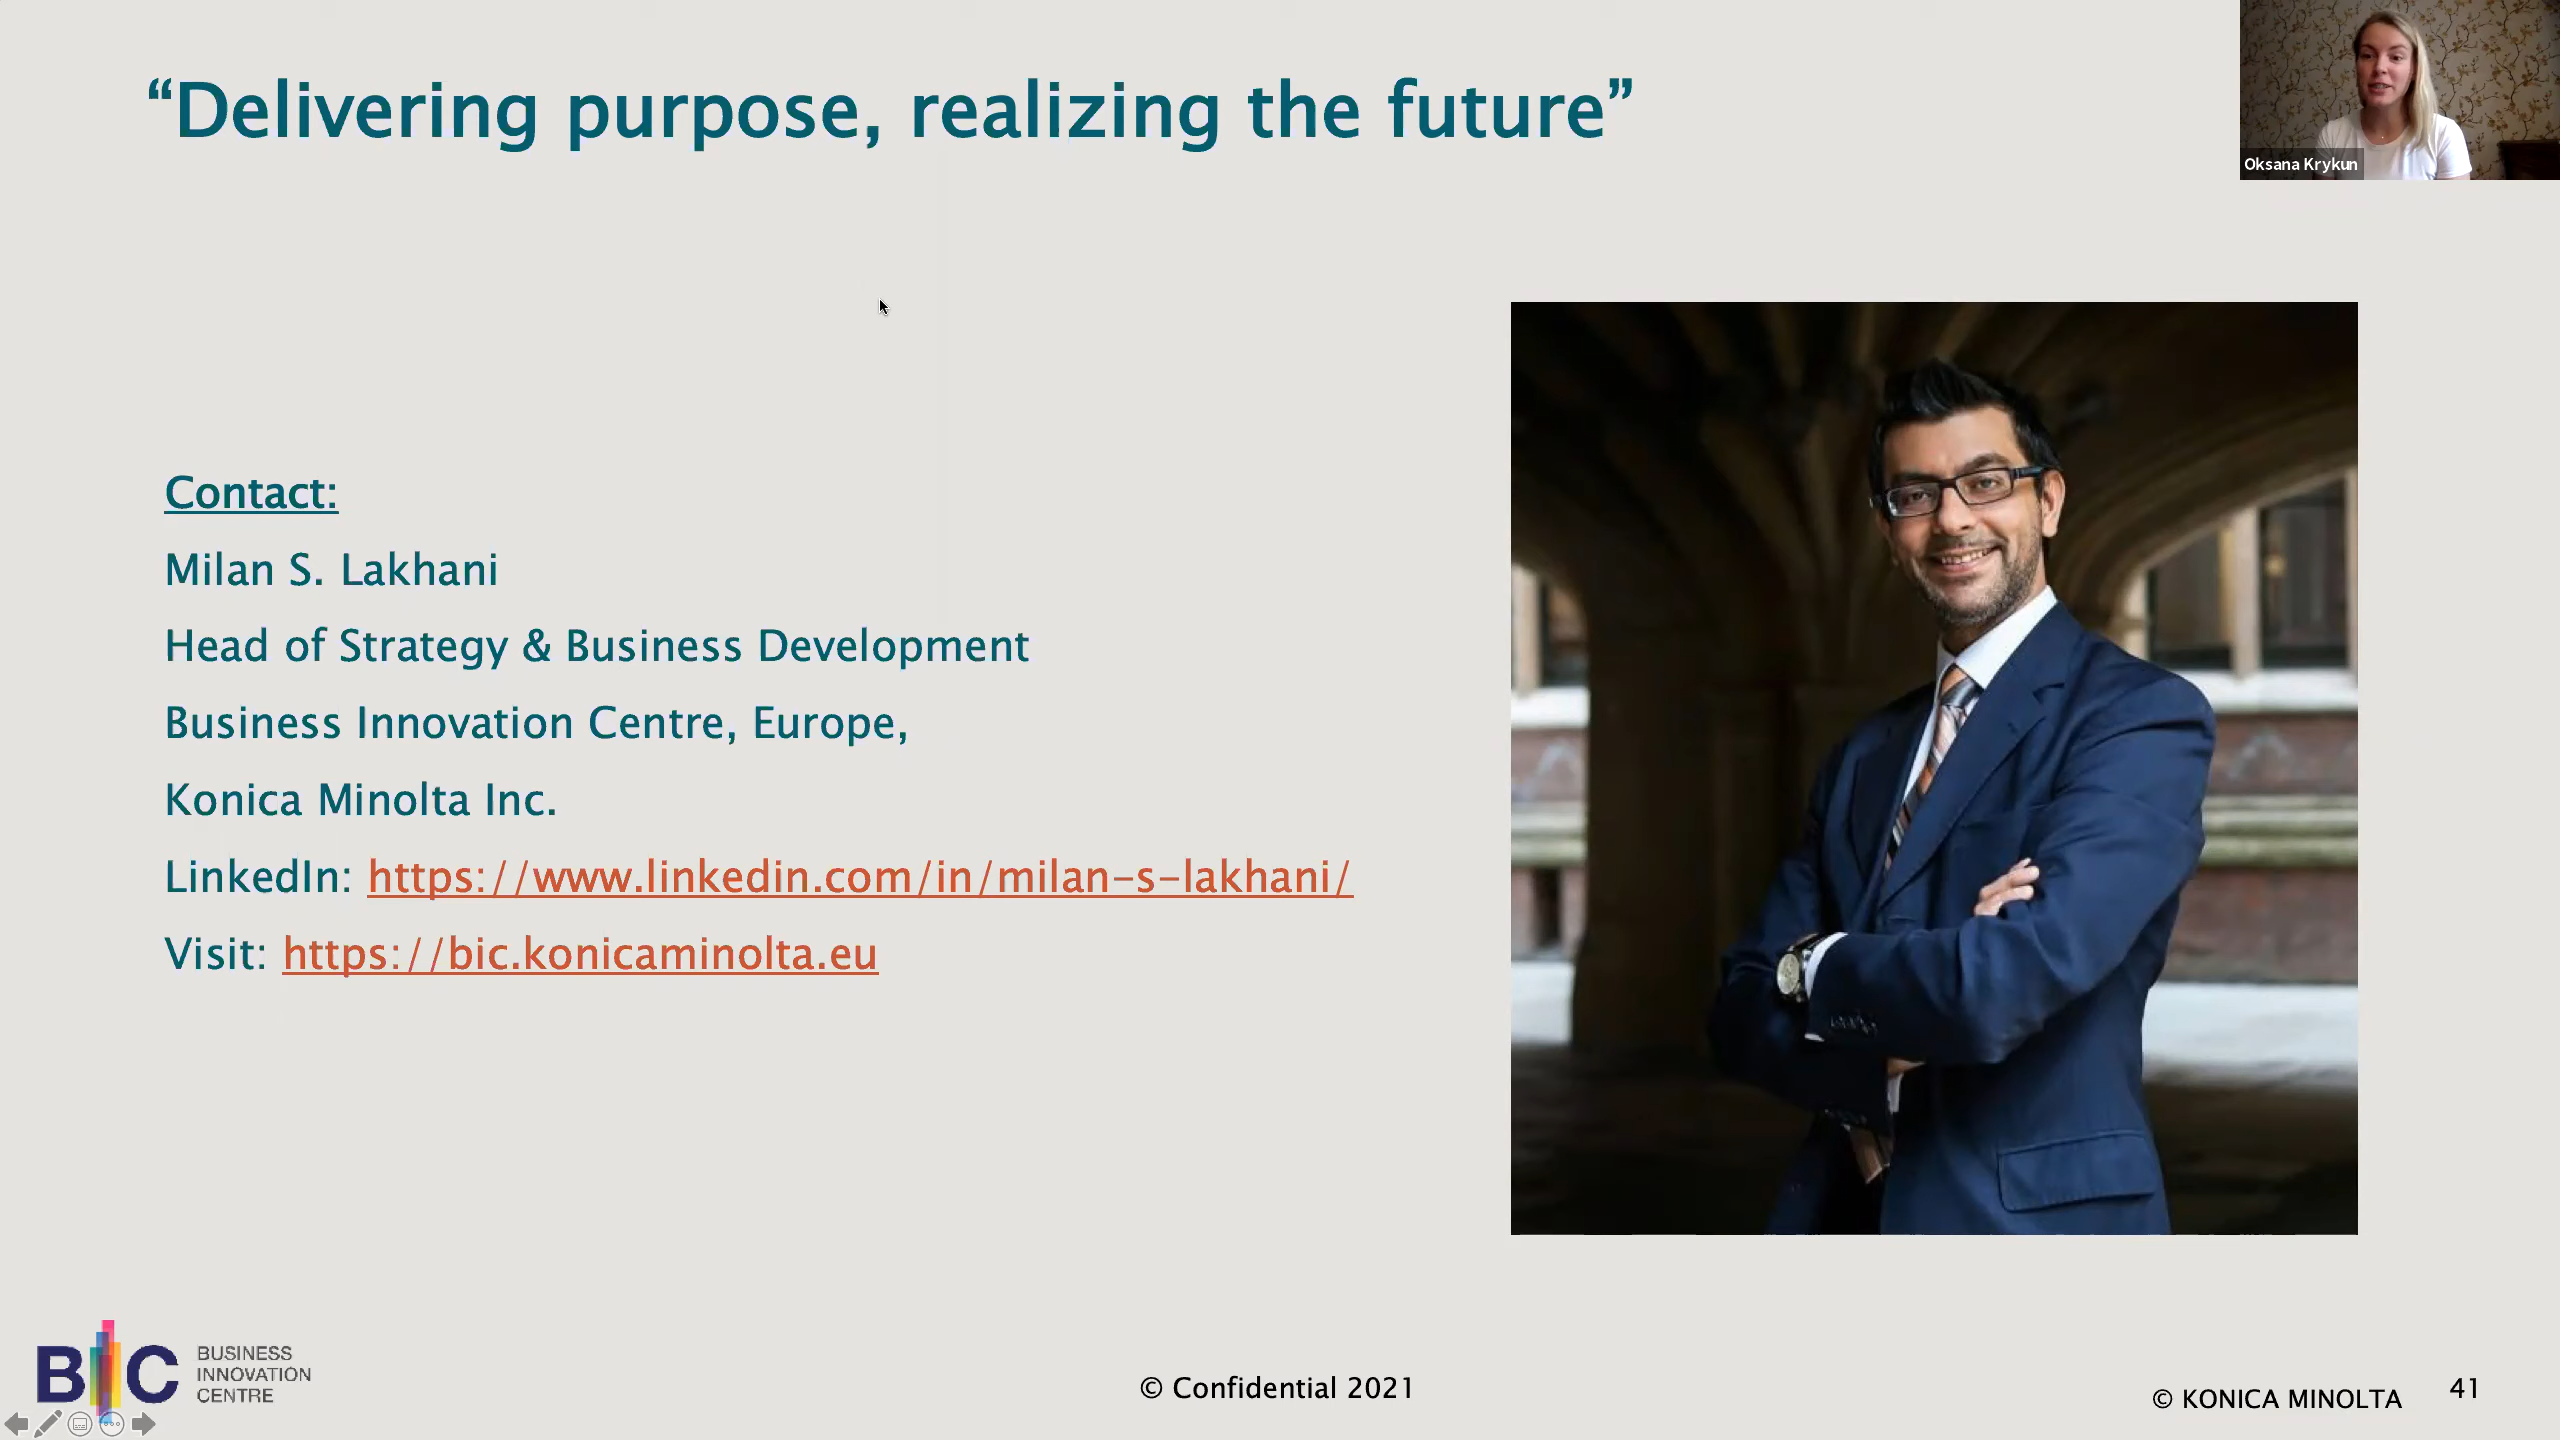 “Delivering purpose, realizing the future”
Oksana Krykun
Contact:
Milan S. Lakhani
Head of Strategy & Business Development
Business Innovation Centre, Europe,
Konica Minolta Inc.
LinkedIn: https://www.linkedin.com/in/milan-s-lakhani/
Visit: https://bic.konicaminolta.eu
BIC
BUSINESS
INNOVATION
CENTRE
© Confidential 2021
© KONICA MINOLTA
41